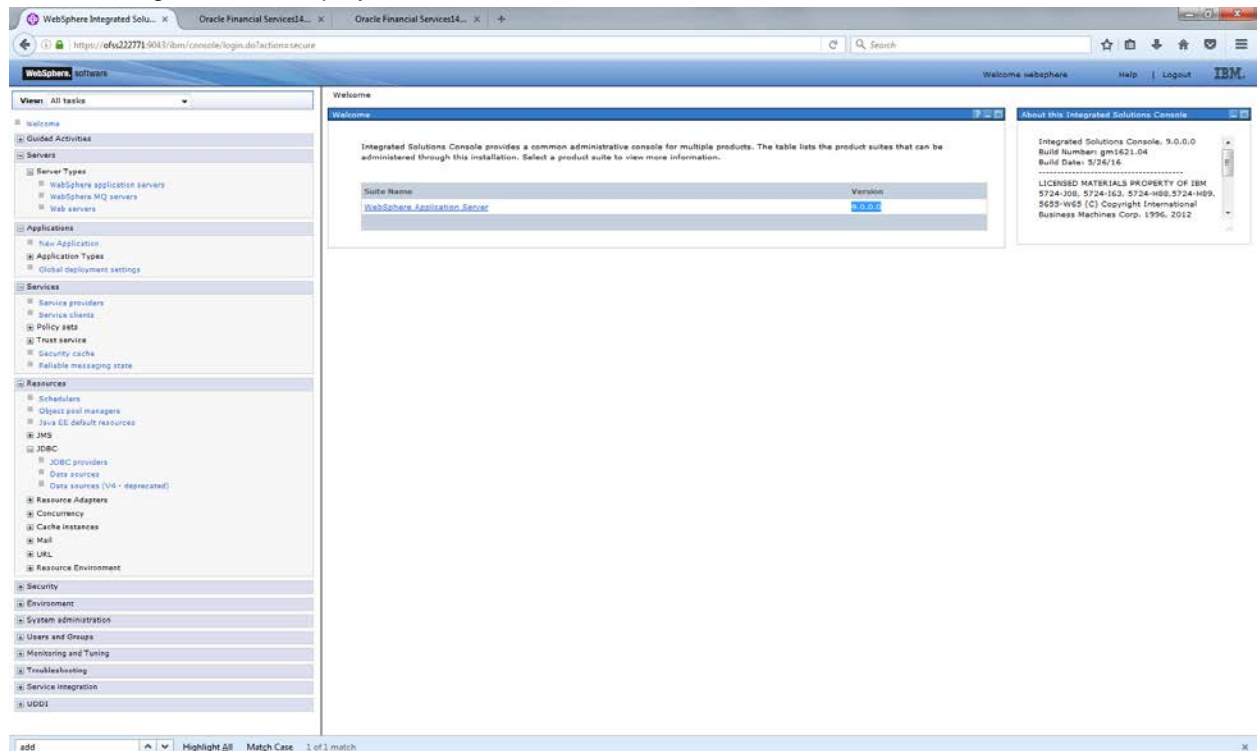 WebSphere Integrated Solu... × Oracle Financial Services14... × Oracle Financial Services14... × +
https://ofss222771:9043/ibm/console/login.do?action=secure Search
WebSphere. software Welcome websphere Help | Logout IBM.
View: All tasks
Welcome
Guided Activities
Servers
Server Types
WebSphere application servers
WebSphere MQ servers
Web servers
Applications
New Application
Application Types
Global deployment settings
Services
Service providers
Service clients
Policy sets
Trust service
Security cache
Reliable messaging state
Resources
Schedulers
Object pool managers
Java EE default resources
JMS
JDBC
JDBC providers
Data sources
Data sources (V4 - deprecated)
Resource Adapters
Concurrency
Cache instances
Mail
URL
Resource Environment
Security
Environment
System administration
Users and Groups
Monitoring and Tuning
Troubleshooting
Service integration
UDDI
Welcome
Welcome
Integrated Solutions Console provides a common administrative console for multiple products. The table lists the product suites that can be
administered through this installation. Select a product suite to view more information.
Suite Name Version
WebSphere Application Server 9.0.0.0
About this Integrated Solutions Console
Integrated Solutions Console, 9.0.0.0
Build Number: gm1621.04
Build Date: 5/26/16
----------------------------------------
LICENSED MATERIALS PROPERTY OF IBM
5724-J08, 5724-I63, 5724-H88,5724-H89,
5655-W65 (C) Copyright International
Business Machines Corp. 1996, 2012
add Highlight All Match Case 1 of 1 match